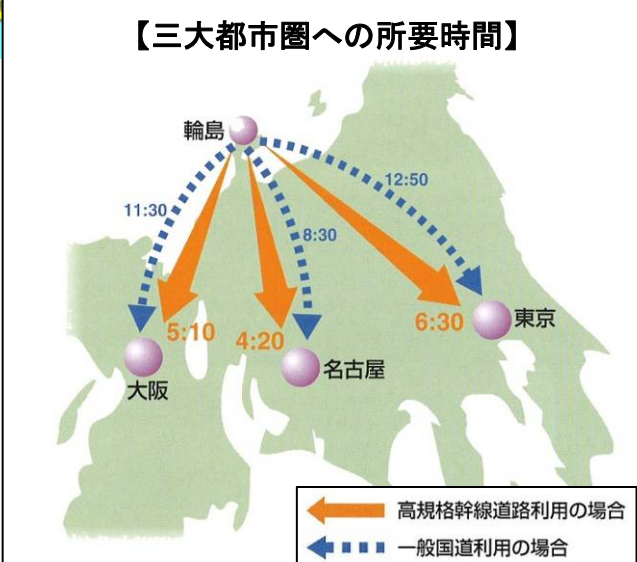 【三大都市圏への所要時間】
輪島
12:50
11:30
8:30
5:10
4:20
6:30
東京
名古屋
大阪
高規格幹線道路利用の場合
一般国道利用の場合